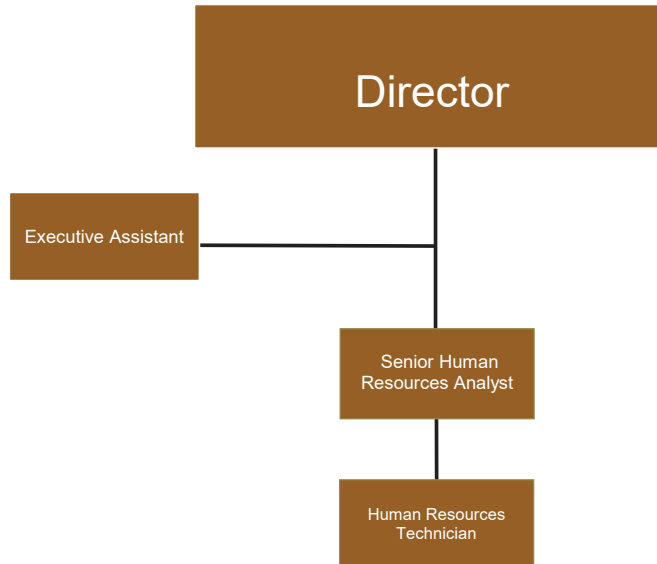 Director
Executive Assistant
Senior Human
Resources Analyst
Human Resources
Technician